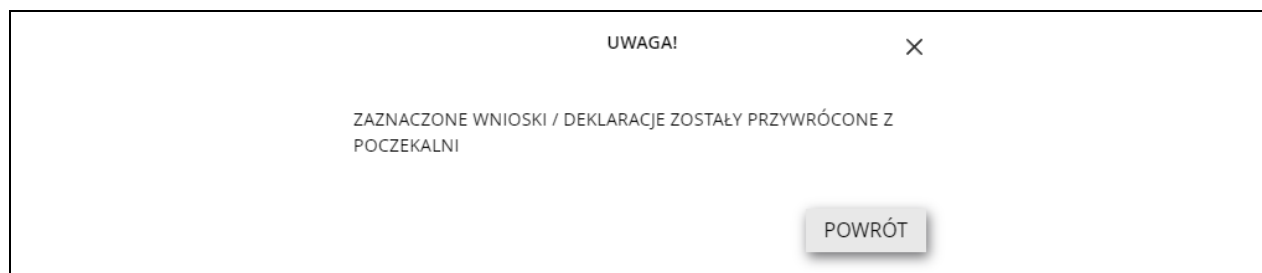 UWAGA!
ZAZNACZONE WNIOSKI / DEKLARACJE ZOSTAŁY PRZYWRÓCONE Z
POCZEKALNI
POWRÓT